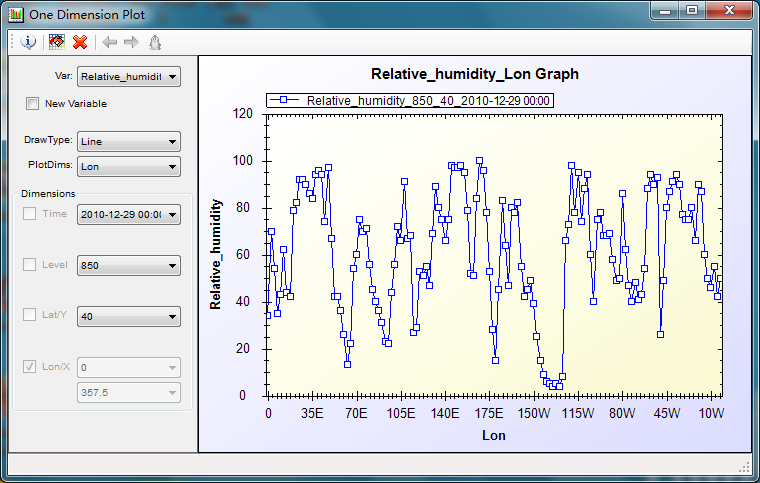 One Dimension Plot
Var: Relative_humidit
New Variable
DrawType: Line
PlotDims: Lon
Dimensions
Time 2010-12-29 00:00
Level 850
Lat/Y 40
Lon/X 0
357.5
Relative_humidity_Lon Graph
Relative_humidity_850_40_2010-12-29 00:00
Relative_humidity
120
100
80
60
40
20
0
0 35E 70E 105E 140E 175E 150W 115W 80W 45W 10W
Lon